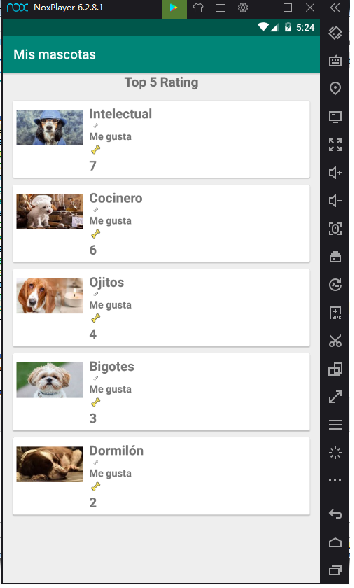 nox NoxPlayer 6.2.8.1
5:24
Mis mascotas
Top 5 Rating
Intelectual
Me gusta
7
Cocinero
Me gusta
6
Ojitos
Me gusta
4
Bigotes
Me gusta
3
Dormilón
Me gusta
2